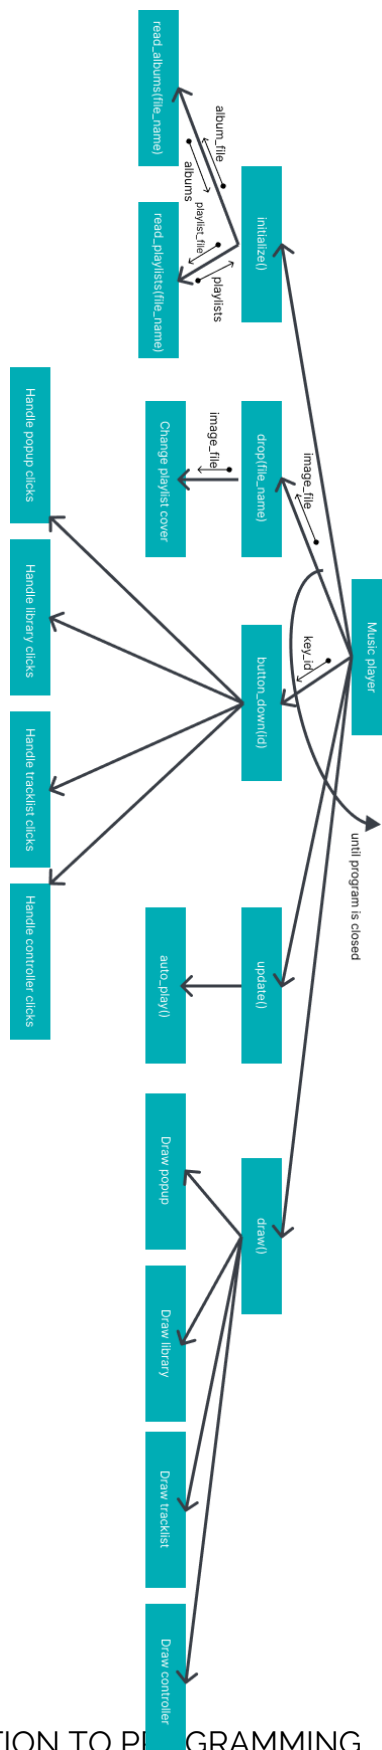 Music player
until program is closed
initialize()
drop(file_name)
button_down(id)
update()
draw()
image_file
key_id
album_file
albums
playlist_file
playlists
image_file
read_albums(file_name)
read_playlists(file_name)
Change playlist cover
auto_play()
Draw popup
Draw library
Draw tracklist
Draw controller
Handle popup clicks
Handle library clicks
Handle tracklist clicks
Handle controller clicks
GRAMMING